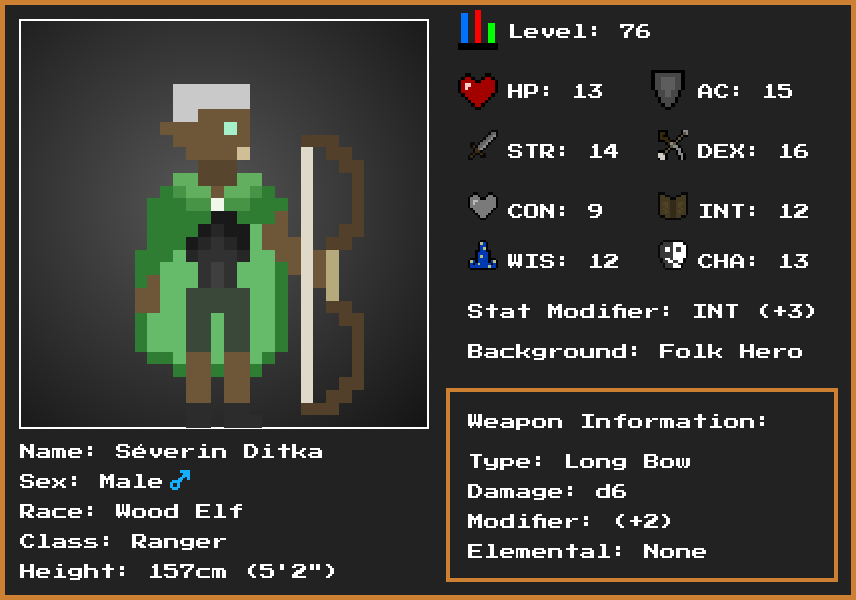 Level: 76
HP: 13 AC: 15
STR: 14 DEX: 16
CON: 9 INT: 12
WIS: 12 CHA: 13
Stat Modifier: INT (+3)
Background: Folk Hero
Weapon Information:
Type: Long Bow
Damage: d6
Modifier: (+2)
Elemental: None
Name: Séverin Ditka
Sex: Male♂
Race: Wood Elf
Class: Ranger
Height: 157cm (5'2")